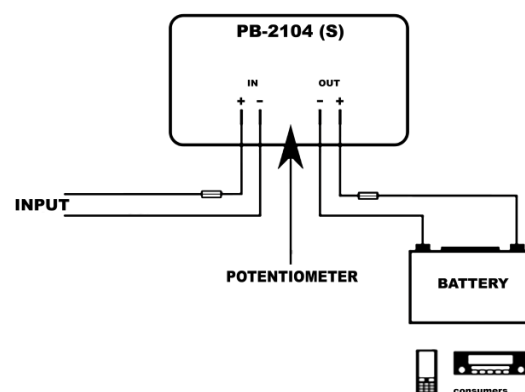 PB-2104 (S)
IN OUT
+ - - +
INPUT
POTENTIOMETER
BATTERY
consumers